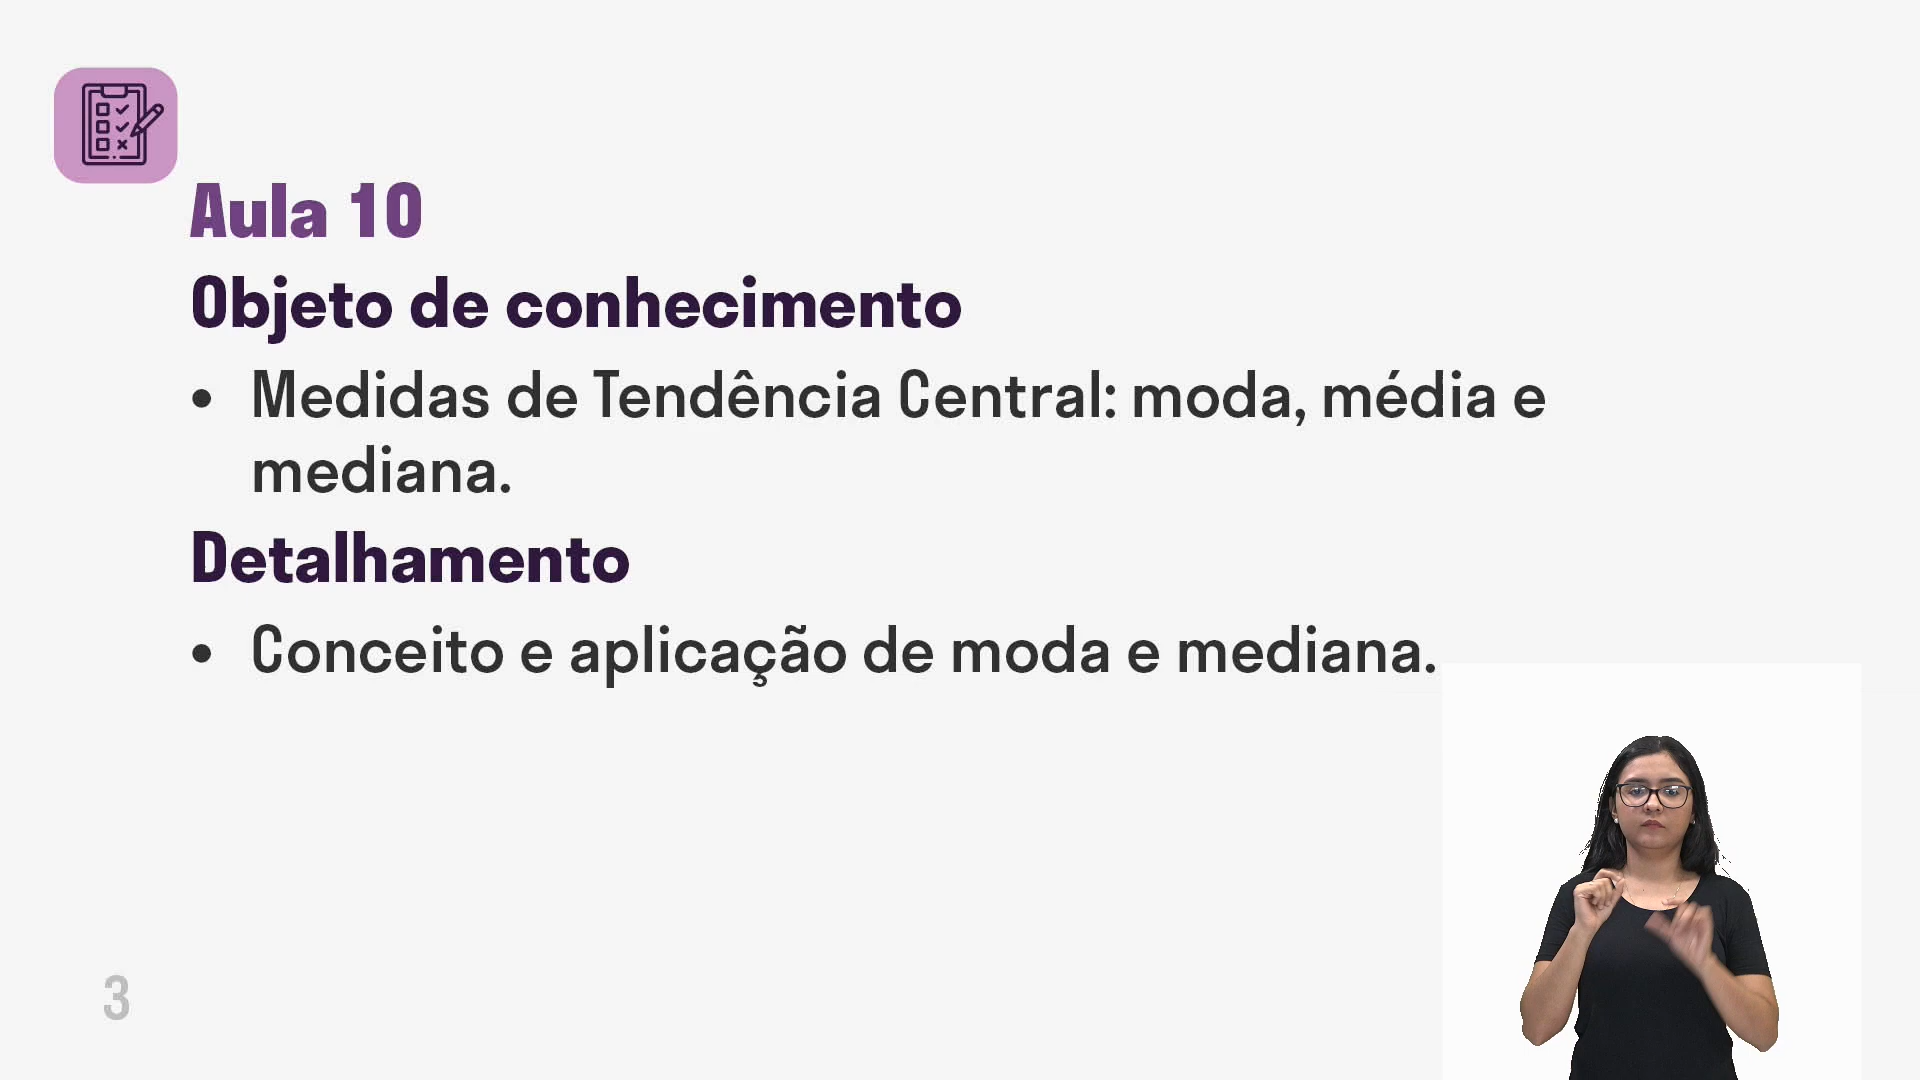 Aula 10
Objeto de conhecimento
• Medidas de Tendência Central: moda, média e
mediana.
Detalhamento
• Conceito e aplicação de moda e mediana.
3